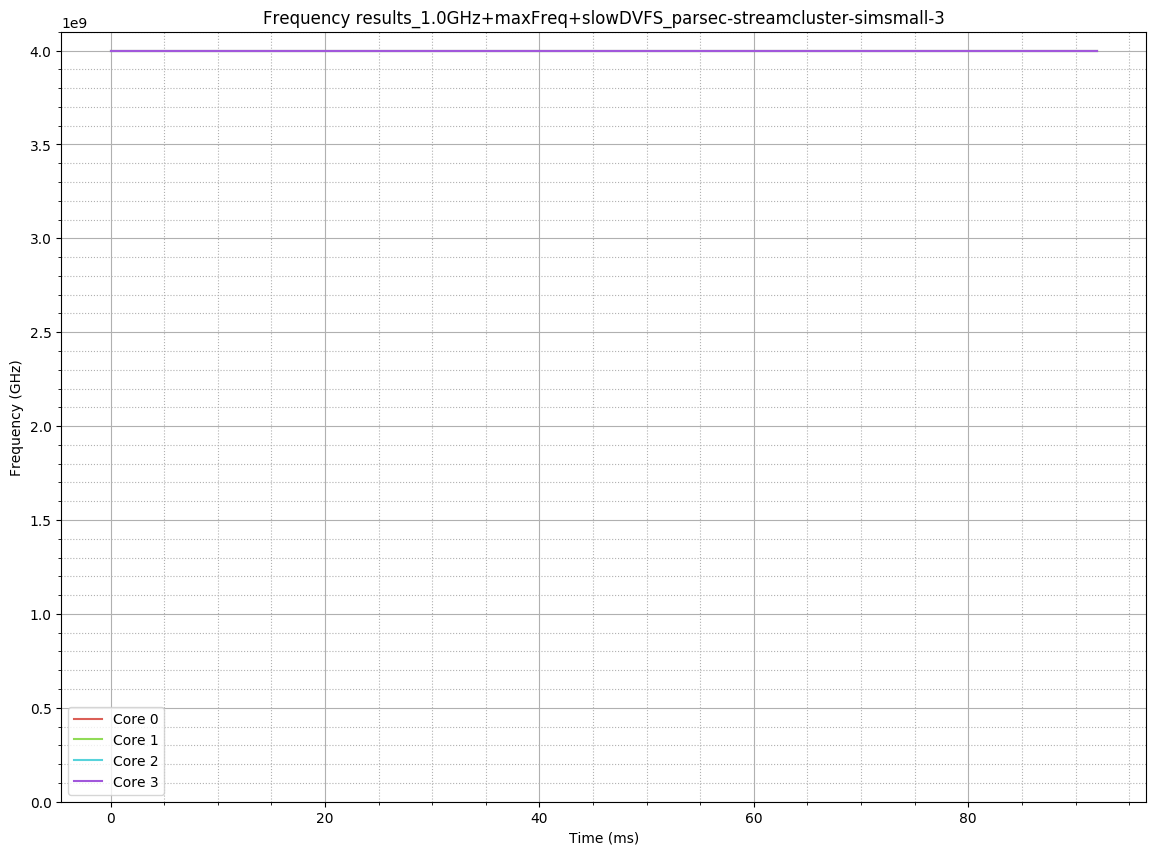 Frequency results_1.0GHz+maxFreq+slowDVFS_parsec-streamcluster-simsmall-3
1e9
4.0
3.5
3.0
2.5
2.0
1.5
1.0
0.5
0.0
Frequency (GHz)
Core 0
Core 1
Core 2
Core 3
0 20 40 60 80
Time (ms)